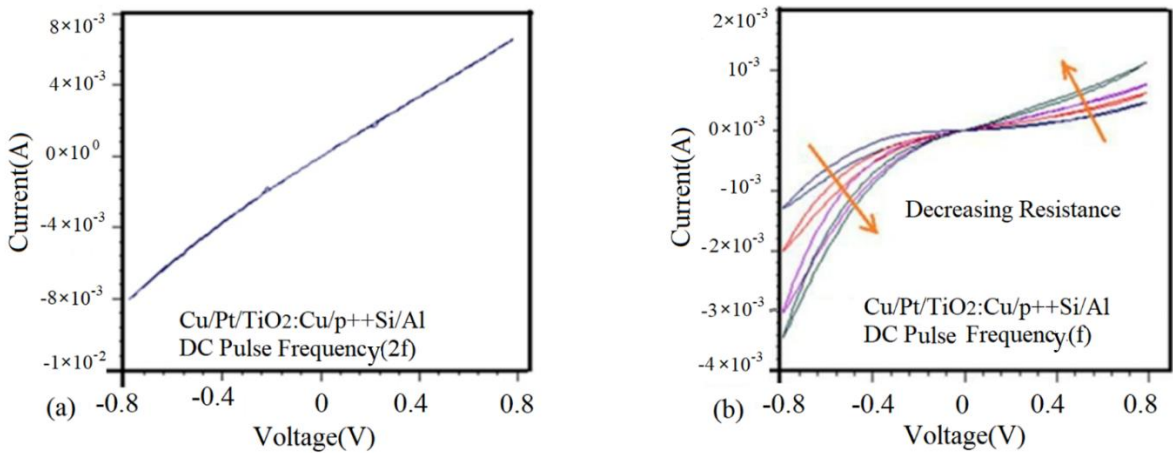 8×10⁻³
4×10⁻³
0×10⁰
-4×10⁻³
-8×10⁻³
-1×10⁻²
Current(A)
Cu/Pt/TiO2:Cu/p++Si/Al
DC Pulse Frequency(2f)
-0.8 -0.4 0 0.4 0.8
(a)
Voltage(V)
2×10⁻³
10⁻³
0×10⁻³
-10⁻³
-2×10⁻³
-3×10⁻³
-4×10⁻³
Current(A)
Decreasing Resistance
Cu/Pt/TiO2:Cu/p++Si/Al
DC Pulse Frequency.(f)
-0.8 -0.4 0 0.4 0.8
(b)
Voltage(V)